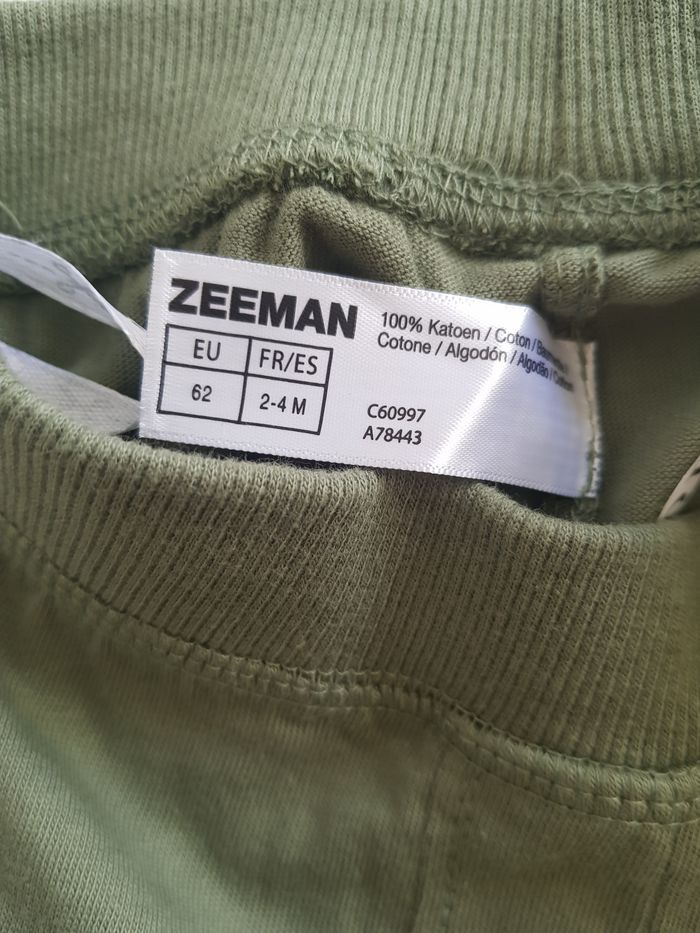 ZEEMAN
EU FR/ES
62 2-4 M
100% Katoen / Coton /
Cotone / Algodón / Algodão /
C60997
A78443